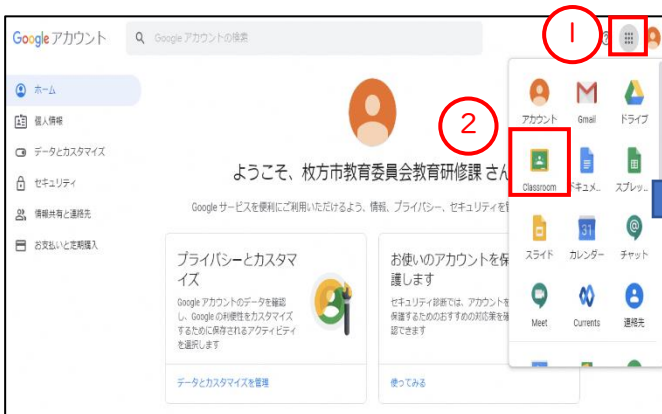 Google アカウント
Google アカウントの検索
1
2
ホーム
個人情報
データとカスタマイズ
セキュリティ
情報共有と連絡先
お支払いと定期購入
ようこそ、枚方市教育委員会教育研修課 さん
Google サービスを便利にご利用いただけるよう、情報、プライバシー、セキュリティを
プライバシーとカスタマ
イズ
Google アカウントのデータを確認
し、Google の利便性をカスタマイズ
するために保存されるアクティビティ
を選択します
データとカスタマイズを管理
お使いのアカウントを保
護します
セキュリティ診断では、アカウントを
保護するためのおすすめの対応策を確
認できます
使ってみる
アカウント
Gmail
ドライブ
Classroom
ドキュメ...
スプレッ...
スライド
31
カレンダー
チャット
Meet
Currents
連絡先